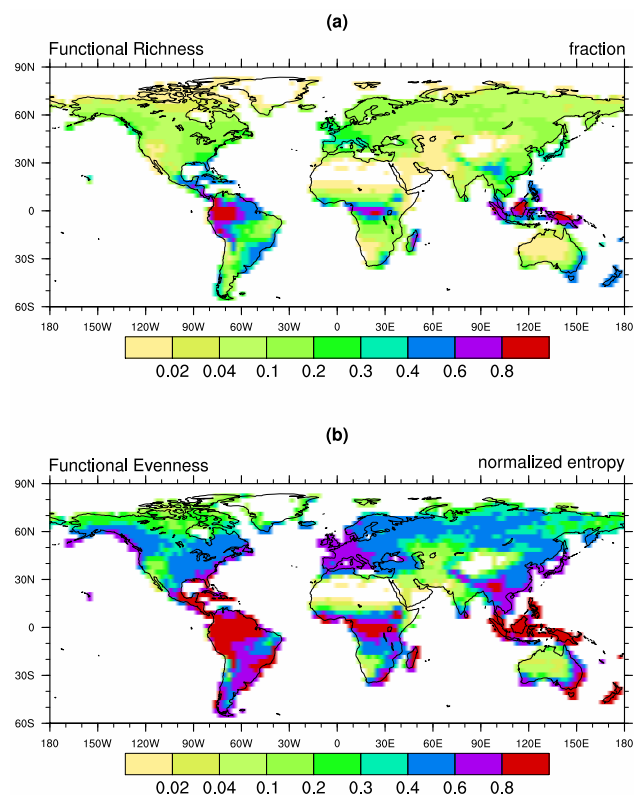 (a)
Functional Richness fraction
90N
60N
30N
0
30S
60S
180 150W 120W 90W 60W 30W 0 30E 60E 90E 120E 150E 180
0.02 0.04 0.1 0.2 0.3 0.4 0.6 0.8
(b)
Functional Evenness normalized entropy
90N
60N
30N
0
30S
60S
180 150W 120W 90W 60W 30W 0 30E 60E 90E 120E 150E 180
0.02 0.04 0.1 0.2 0.3 0.4 0.6 0.8